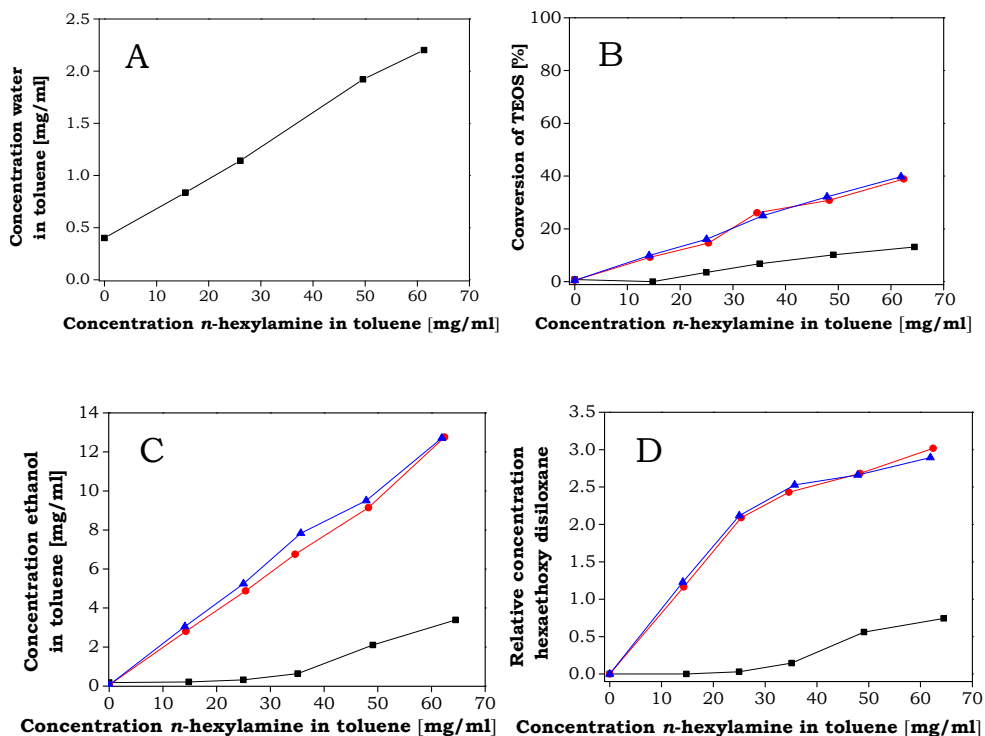 A
Concentration water
in toluene [mg/ml]
2.5
2.0
1.5
1.0
0.5
0.0
0 10 20 30 40 50 60 70
Concentration n-hexylamine in toluene [mg/ml]
B
Conversion of TEOS [%]
100
80
60
40
20
0
0 10 20 30 40 50 60 70
Concentration n-hexylamine in toluene [mg/ml]
C
Concentration ethanol
in toluene [mg/ml]
14
12
10
8
6
4
2
0
0 10 20 30 40 50 60 70
Concentration n-hexylamine in toluene [mg/ml]
D
Relative concentration
hexaethoxy disiloxane
3.5
3.0
2.5
2.0
1.5
1.0
0.5
0.0
0 10 20 30 40 50 60 70
Concentration n-hexylamine in toluene [mg/ml]